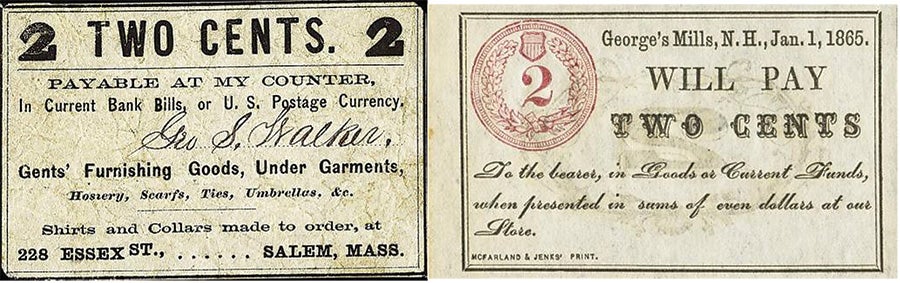 2 TWO CENTS. 2
PAYABLE AT MY COUNTER,
In Current Bank Bills, or U. S. Postage Currency.
Geo S. Walker.
Gents' Furnishing Goods, Under Garments,
Hosiery, Scarfs, Ties, Umbrellas, &c.
Shirts and Collars made to order, at
228 ESSEX ST., . . . . . . SALEM, MASS.
George's Mills, N. H., Jan. 1, 1865.
2
WILL PAY
TWO CENTS
To the bearer, in Goods or Current Funds,
when presented in sums of even dollars at our
Store.
MCFARLAND & JENKS' PRINT.